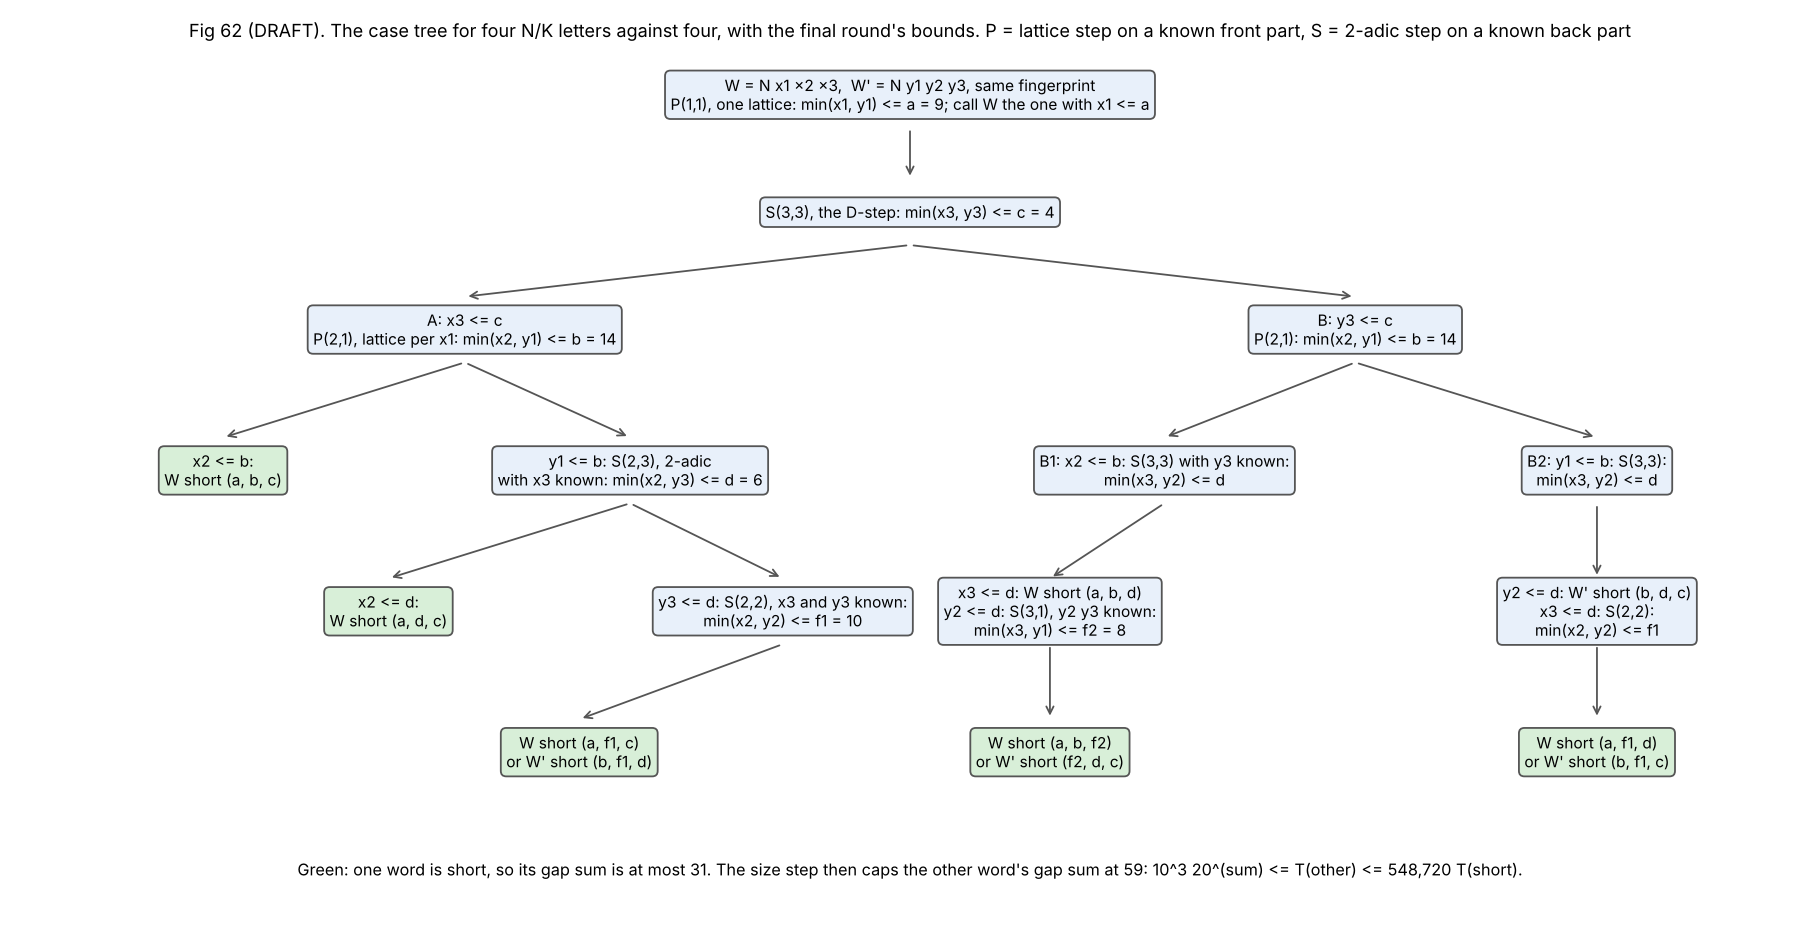 Fig 62 (DRAFT). The case tree for four N/K letters against four, with the final round's bounds. P = lattice step on a known front part, S = 2-adic step on a known back part
W = N x1 ×2 ×3,  W' = N y1 y2 y3, same fingerprint
P(1,1), one lattice: min(x1, y1) <= a = 9; call W the one with x1 <= a
S(3,3), the D-step: min(x3, y3) <= c = 4
A: x3 <= c
P(2,1), lattice per x1: min(x2, y1) <= b = 14
B: y3 <= c
P(2,1): min(x2, y1) <= b = 14
x2 <= b:
W short (a, b, c)
y1 <= b: S(2,3), 2-adic
with x3 known: min(x2, y3) <= d = 6
B1: x2 <= b: S(3,3) with y3 known:
min(x3, y2) <= d
B2: y1 <= b: S(3,3):
min(x3, y2) <= d
x2 <= d:
W short (a, d, c)
y3 <= d: S(2,2), x3 and y3 known:
min(x2, y2) <= f1 = 10
x3 <= d: W short (a, b, d)
y2 <= d: S(3,1), y2 y3 known:
min(x3, y1) <= f2 = 8
y2 <= d: W' short (b, d, c)
x3 <= d: S(2,2):
min(x2, y2) <= f1
W short (a, f1, c)
or W' short (b, f1, d)
W short (a, b, f2)
or W' short (f2, d, c)
W short (a, f1, d)
or W' short (b, f1, c)
Green: one word is short, so its gap sum is at most 31. The size step then caps the other word's gap sum at 59: 10^3 20^(sum) <= T(other) <= 548,720 T(short).